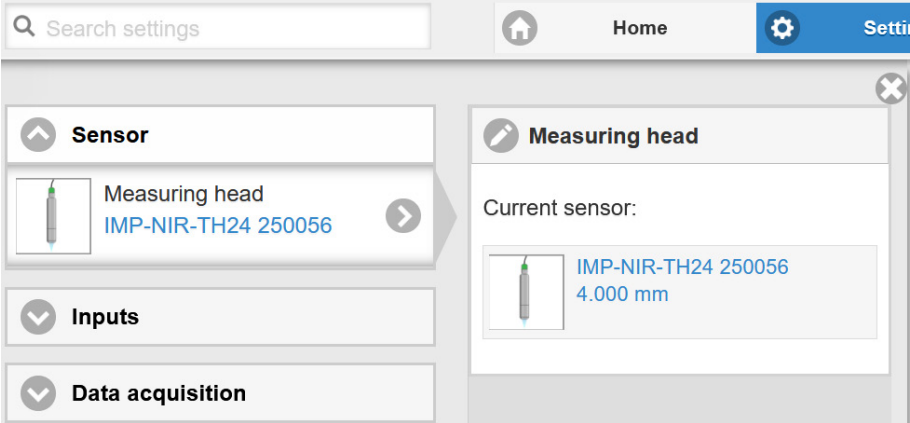 Search settings
Home
Setti
Sensor
Measuring head
IMP-NIR-TH24 250056
Inputs
Data acquisition
Measuring head
Current sensor:
IMP-NIR-TH24 250056
4.000 mm